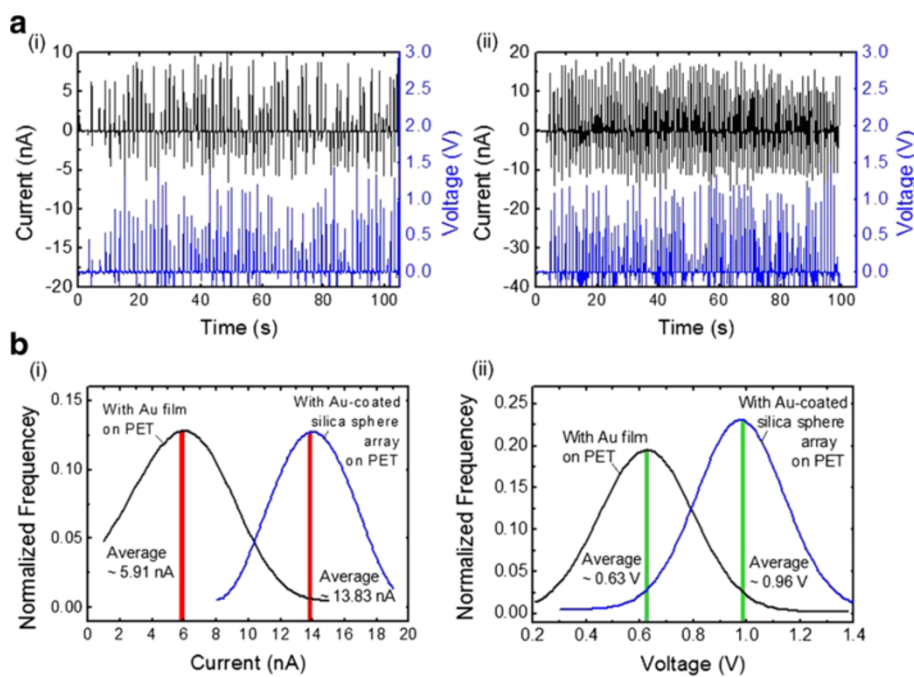 a
(i)
10
5
0
-5
-10
-15
-20
Current (nA)
3.0
2.5
2.0
1.5
1.0
0.5
0.0
Voltage (V)
0 20 40 60 80 100
Time (s)
(ii)
20
10
0
-10
-20
-30
-40
Current (nA)
3.0
2.5
2.0
1.5
1.0
0.5
0.0
Voltage (V)
0 20 40 60 80 100
Time (s)
b
(i)
0.15
0.10
0.05
0.00
Normalized Frequencey
With Au film
on PET
With Au-coated
silica sphere
array
on PET
Average
~ 5.91 nA
Average
~ 13.83 nA
0 2 4 6 8 10 12 14 16 18 20
Current (nA)
(ii)
0.25
0.20
0.15
0.10
0.05
0.00
Normalized Frequencey
With Au film
on PET
With Au-coated
silica sphere
array
on PET
Average
~ 0.63 V
Average
~ 0.96 V
0.2 0.4 0.6 0.8 1.0 1.2 1.4
Voltage (V)